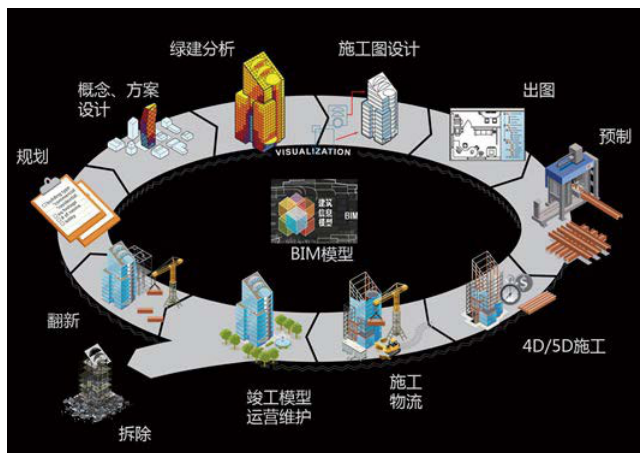 绿建分析
施工图设计
概念、方案
设计
出图
预制
规划
VISUALIZATION
建筑
信息
模型
BIM
BIM模型
翻新
4D/5D施工
竣工模型
运营维护
施工
物流
拆除